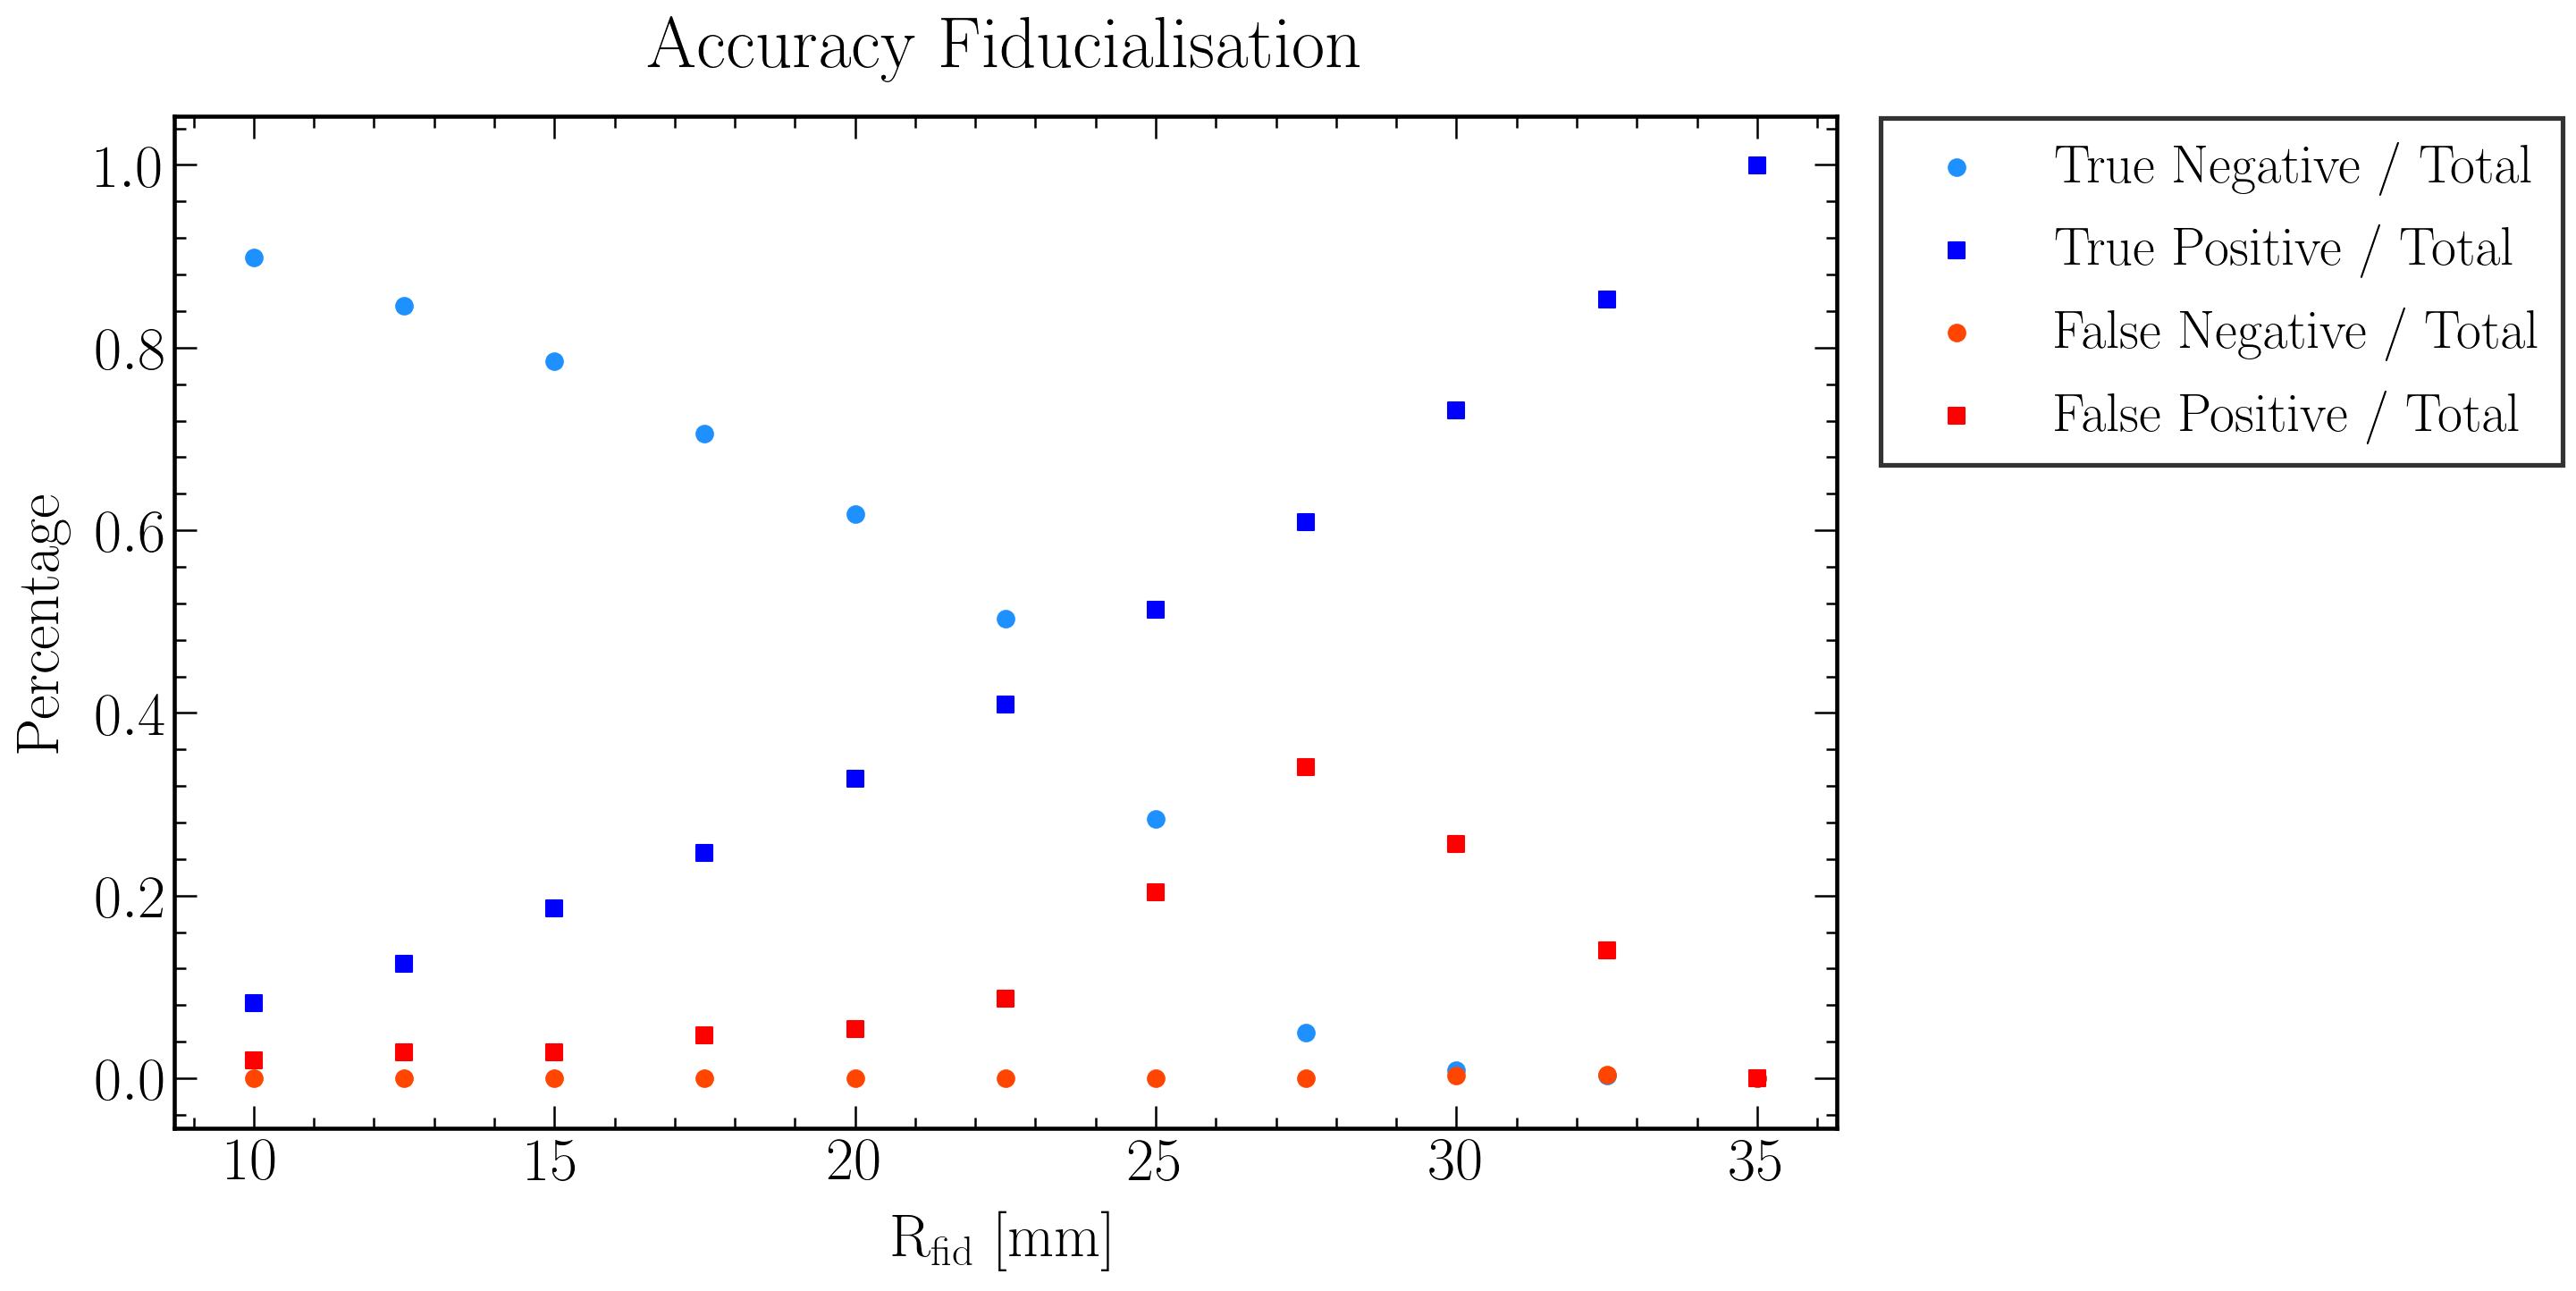 Accuracy Fiducialisation
True Negative / Total
True Positive / Total
False Negative / Total
False Positive / Total
Percentage
1.0
0.8
0.6
0.4
0.2
0.0
10 15 20 25 30 35
R_fid [mm]